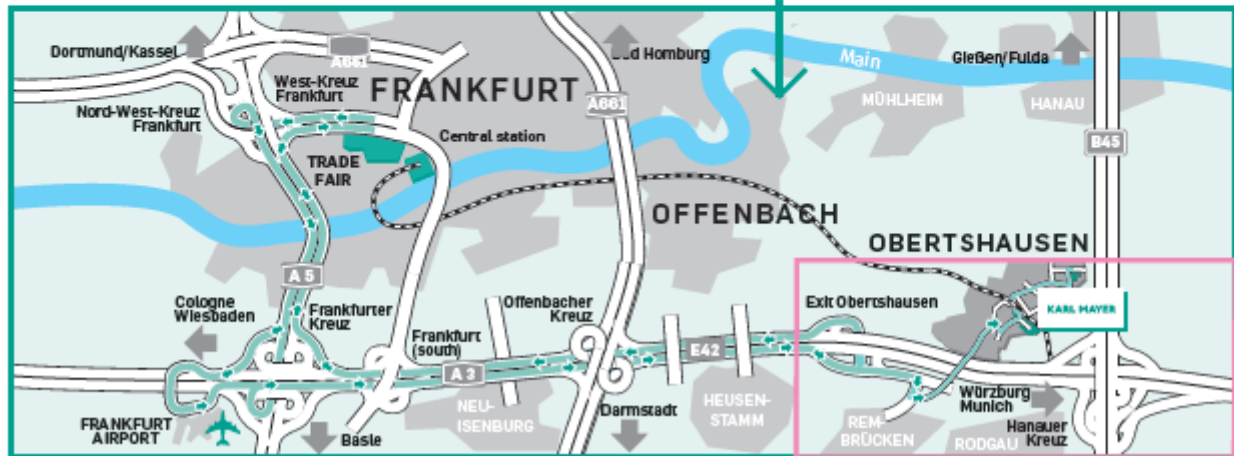 Dortmund/Kassel
A661
West-Kreuz
Frankfurt
FRANKFURT
Nord-West-Kreuz
Frankfurt
Bad Homburg
Main
Gießen/Fulda
MÜHLHEIM
HANAU
A661
Central station
TRADE
FAIR
B45
OFFENBACH
OBERTSHAUSEN
A 5
Cologne
Wiesbaden
Frankfurter
Kreuz
Offenbacher
Kreuz
Exit Obertshausen
KARL MAYER
Frankfurt
(south)
A 3
E42
NEU-
ISENBURG
HEUSEN-
STAMM
Würzburg
Munich
FRANKFURT
AIRPORT
Basle
Darmstadt
REM-
BRÜCKEN
RODGAU
Hanauer
Kreuz